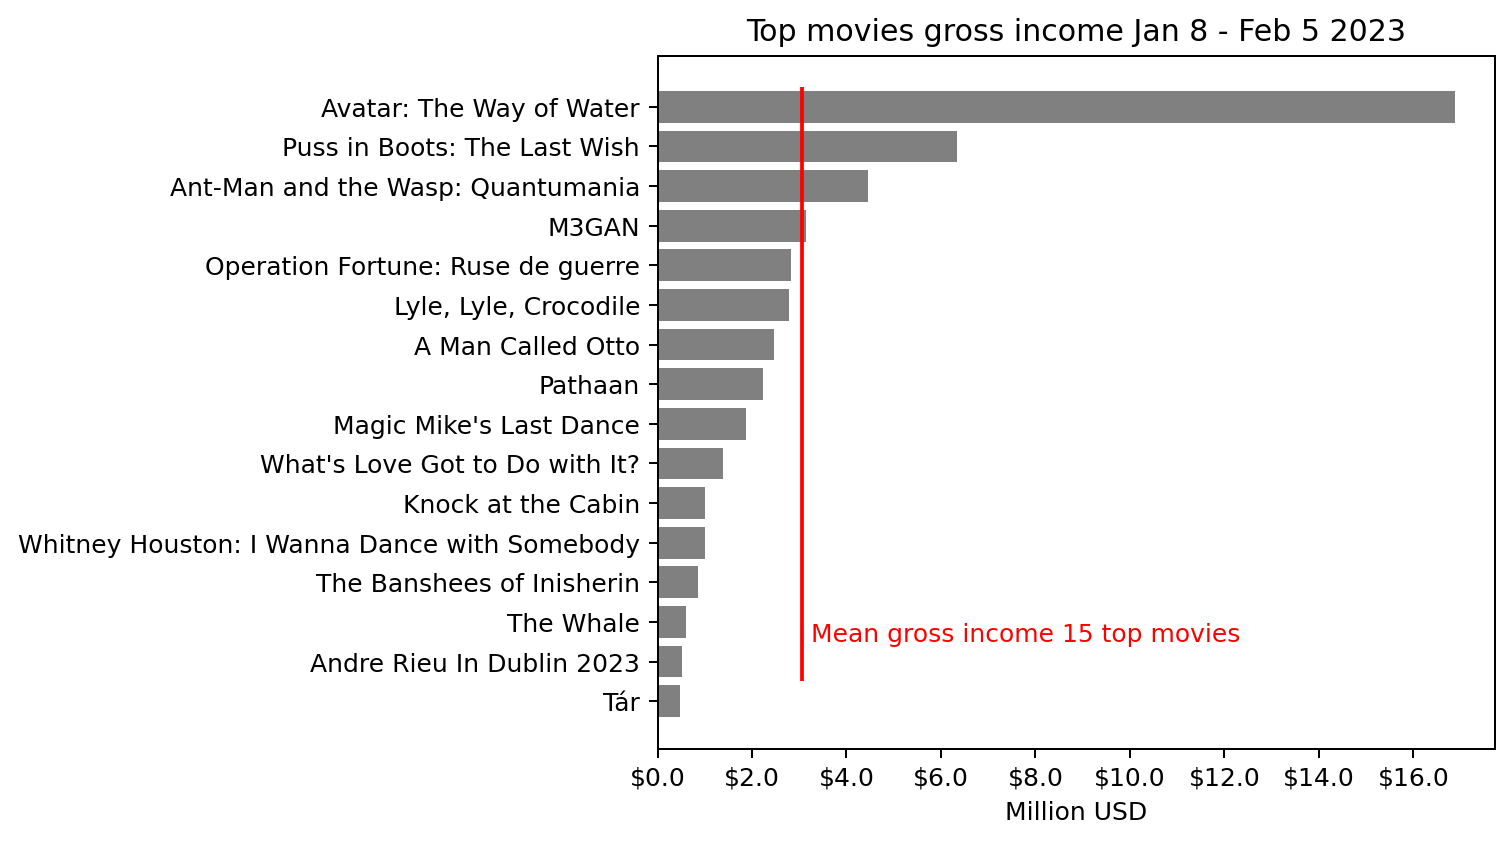 Top movies gross income Jan 8 - Feb 5 2023
Avatar: The Way of Water
Puss in Boots: The Last Wish
Ant-Man and the Wasp: Quantumania
M3GAN
Operation Fortune: Ruse de guerre
Lyle, Lyle, Crocodile
A Man Called Otto
Pathaan
Magic Mike's Last Dance
What's Love Got to Do with It?
Knock at the Cabin
Whitney Houston: I Wanna Dance with Somebody
The Banshees of Inisherin
The Whale
Mean gross income 15 top movies
Andre Rieu In Dublin 2023
Tár
$0.0 $2.0 $4.0 $6.0 $8.0 $10.0 $12.0 $14.0 $16.0
Million USD